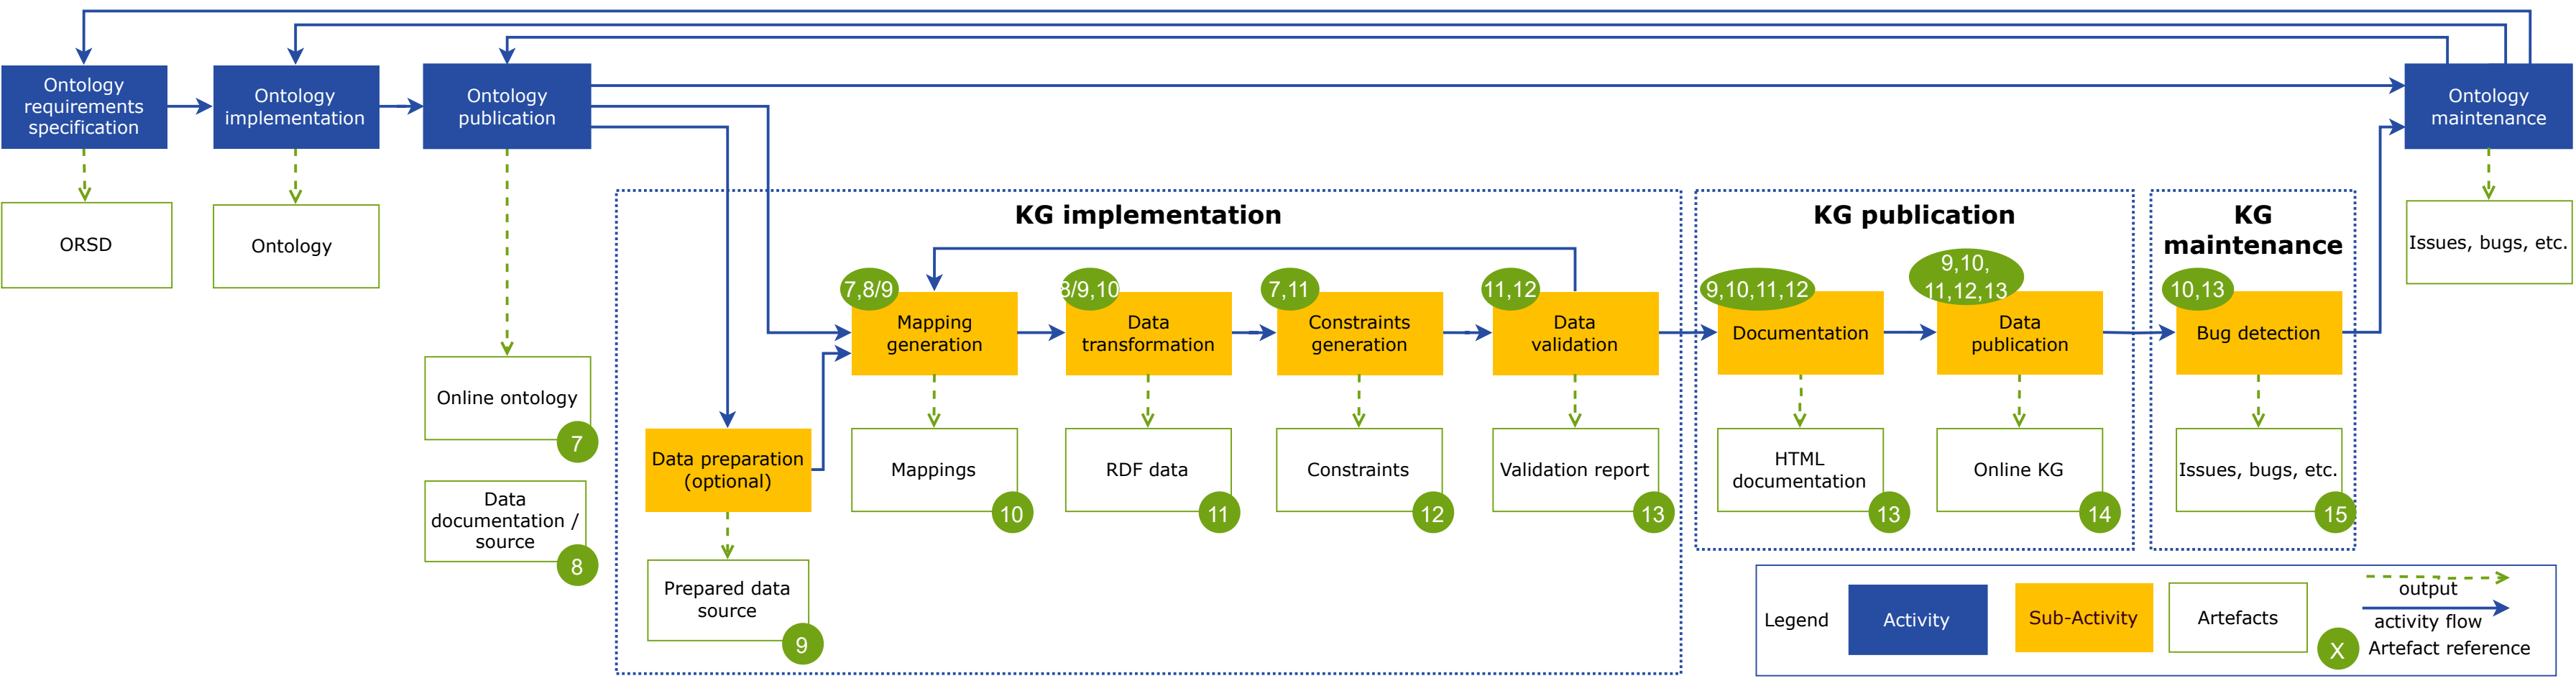 Ontology
requirements
specification
Ontology
implementation
Ontology
publication
Ontology
maintenance
ORSD
Ontology
Issues, bugs, etc.
KG implementation
KG publication
KG
maintenance
7,8/9
Mapping
generation
8/9,10
Data
transformation
7,11
Constraints
generation
11,12
Data
validation
9,10,11,12
Documentation
9,10,
11,12,13
Data
publication
10,13
Bug detection
Online ontology
7
Data
documentation /
source
8
Data preparation
(optional)
Prepared data
source
9
Mappings
10
RDF data
11
Constraints
12
Validation report
13
HTML
documentation
13
Online KG
14
Issues, bugs, etc.
15
Legend
Activity
Sub-Activity
Artefacts
output
activity flow
X
Artefact reference